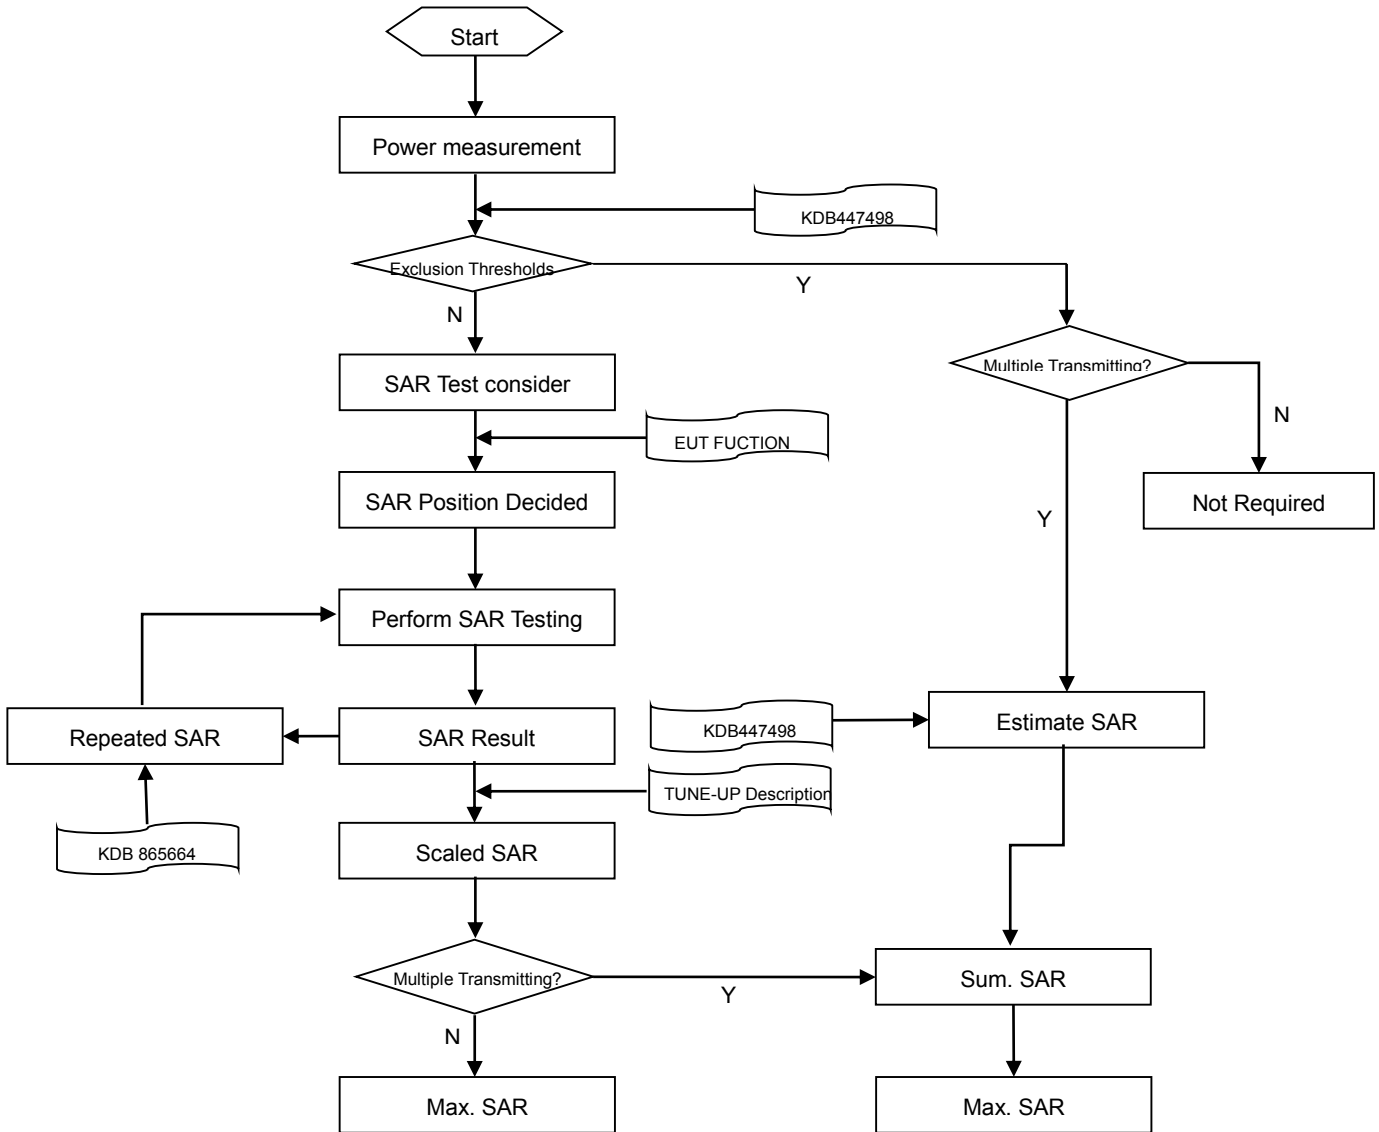 Start
Power measurement
KDB447498
Exclusion Thresholds
Y
N
Multiple Transmitting?
SAR Test consider
N
EUT FUCTION
SAR Position Decided
Not Required
Y
Perform SAR Testing
Repeated SAR
SAR Result
KDB447498
Estimate SAR
TUNE-UP Description
KDB 865664
Scaled SAR
Multiple Transmitting?
Y
Sum. SAR
N
Max. SAR
Max. SAR